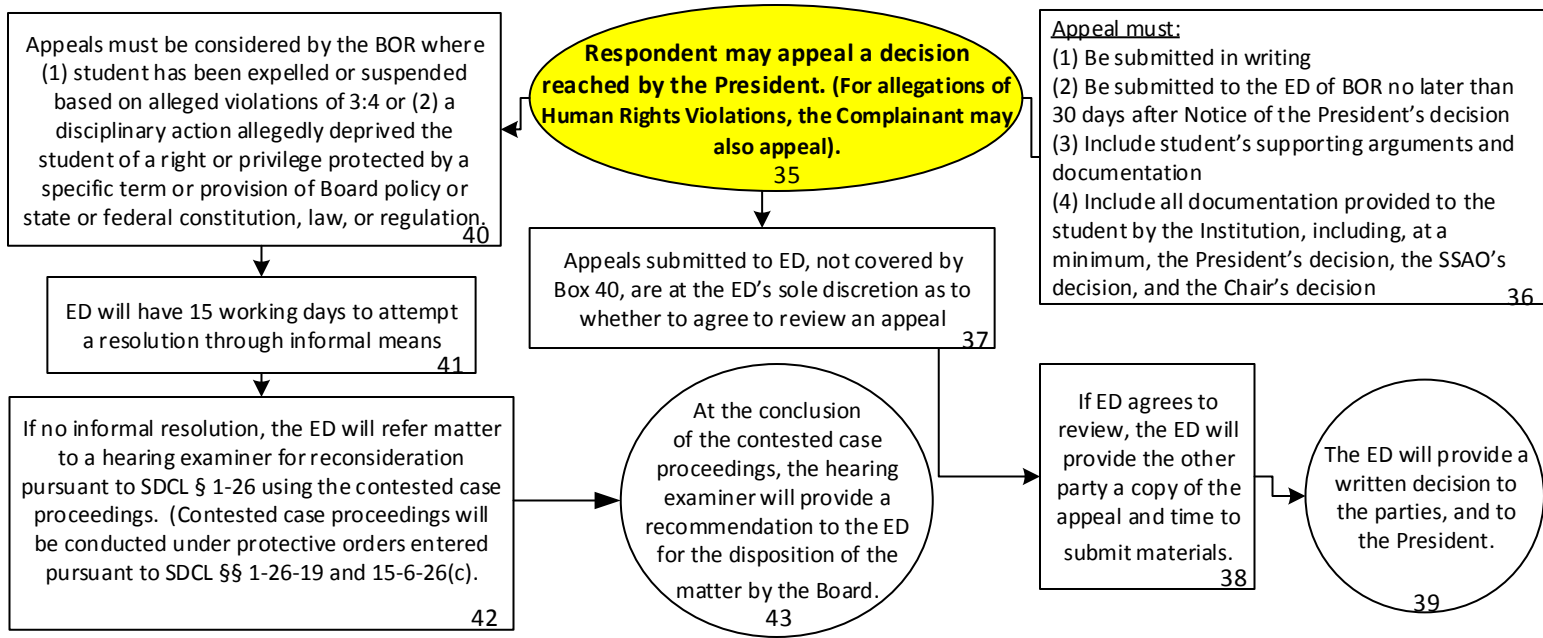 Appeals must be considered by the BOR where
(1) student has been expelled or suspended
based on alleged violations of 3:4 or (2) a
disciplinary action allegedly deprived the
student of a right or privilege protected by a
specific term or provision of Board policy or
state or federal constitution, law, or regulation.
40
Respondent may appeal a decision
reached by the President. (For allegations of
Human Rights Violations, the Complainant may
also appeal).
35
Appeal must:
(1) Be submitted in writing
(2) Be submitted to the ED of BOR no later than
30 days after Notice of the President’s decision
(3) Include student’s supporting arguments and
documentation
(4) Include all documentation provided to the
student by the Institution, including, at a
minimum, the President’s decision, the SSAO’s
decision, and the Chair’s decision
36
ED will have 15 working days to attempt
a resolution through informal means
41
Appeals submitted to ED, not covered by
Box 40, are at the ED’s sole discretion as to
whether to agree to review an appeal
37
If no informal resolution, the ED will refer matter
to a hearing examiner for reconsideration
pursuant to SDCL § 1-26 using the contested case
proceedings. (Contested case proceedings will
be conducted under protective orders entered
pursuant to SDCL §§ 1-26-19 and 15-6-26(c).
42
At the conclusion
of the contested case
proceedings, the hearing
examiner will provide a
recommendation to the ED
for the disposition of the
matter by the Board.
43
If ED agrees to
review, the ED will
provide the other
party a copy of the
appeal and time to
submit materials.
38
The ED will provide a
written decision to
the parties, and to
the President.
39